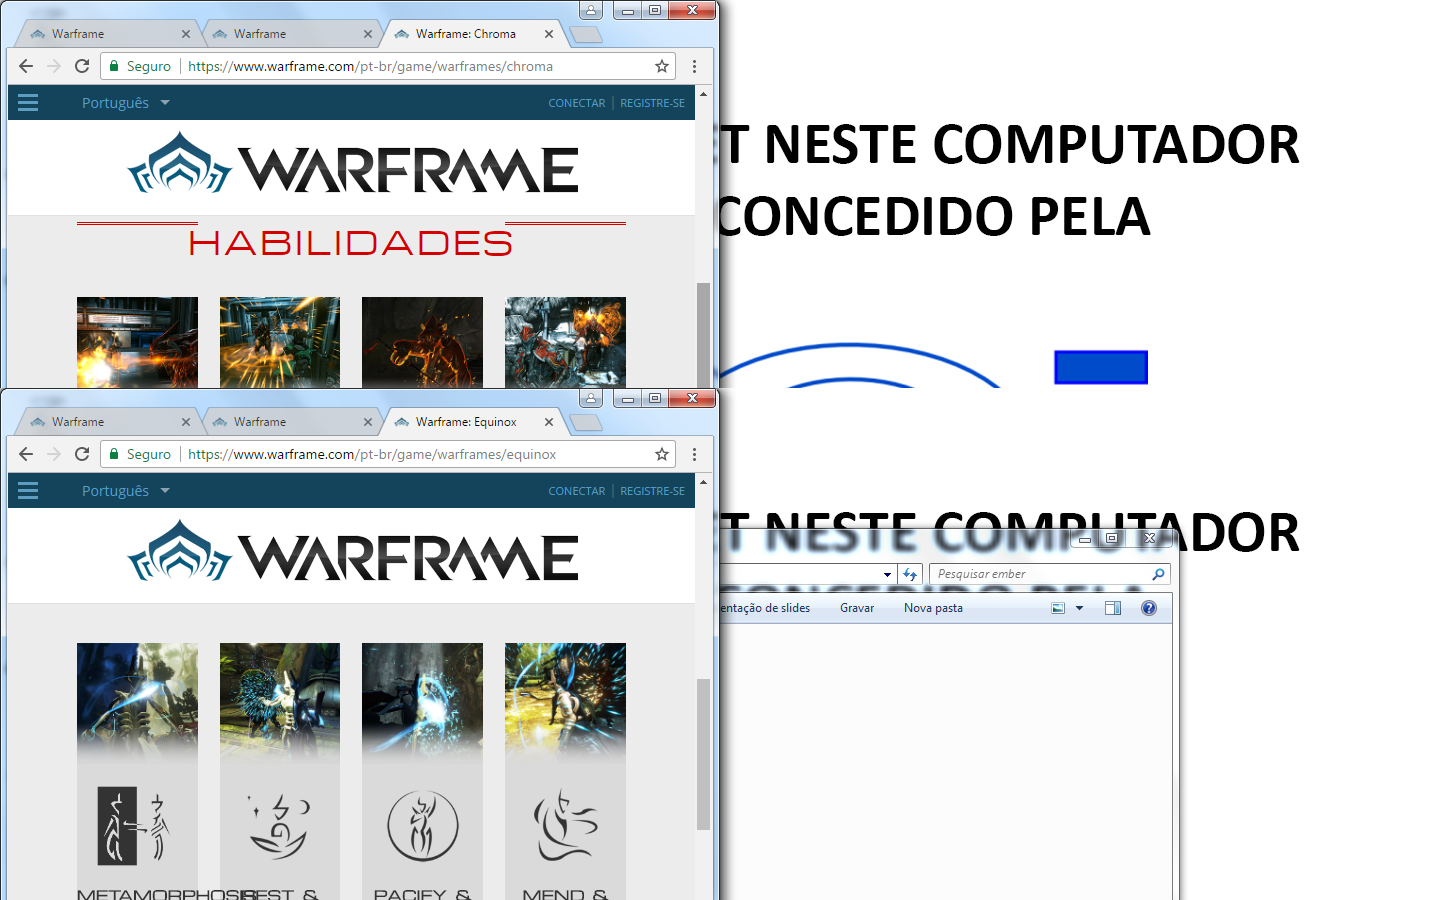 Warframe
Warframe
Warframe: Chroma
Seguro
https://www.warframe.com/pt-br/game/warframes/chroma
Português
CONECTAR
REGISTRE-SE
WARFRAME
HABILIDADES
T NESTE COMPUTADOR
CONCEDIDO PELA
Warframe
Warframe
Warframe: Equinox
Seguro
https://www.warframe.com/pt-br/game/warframes/equinox
Português
CONECTAR
REGISTRE-SE
WARFRAME
METAMORPHOSIS
REST &
PACIFY &
MEND &
T NESTE COMPUTADOR
Pesquisar ember
entação de slides
Gravar
Nova pasta